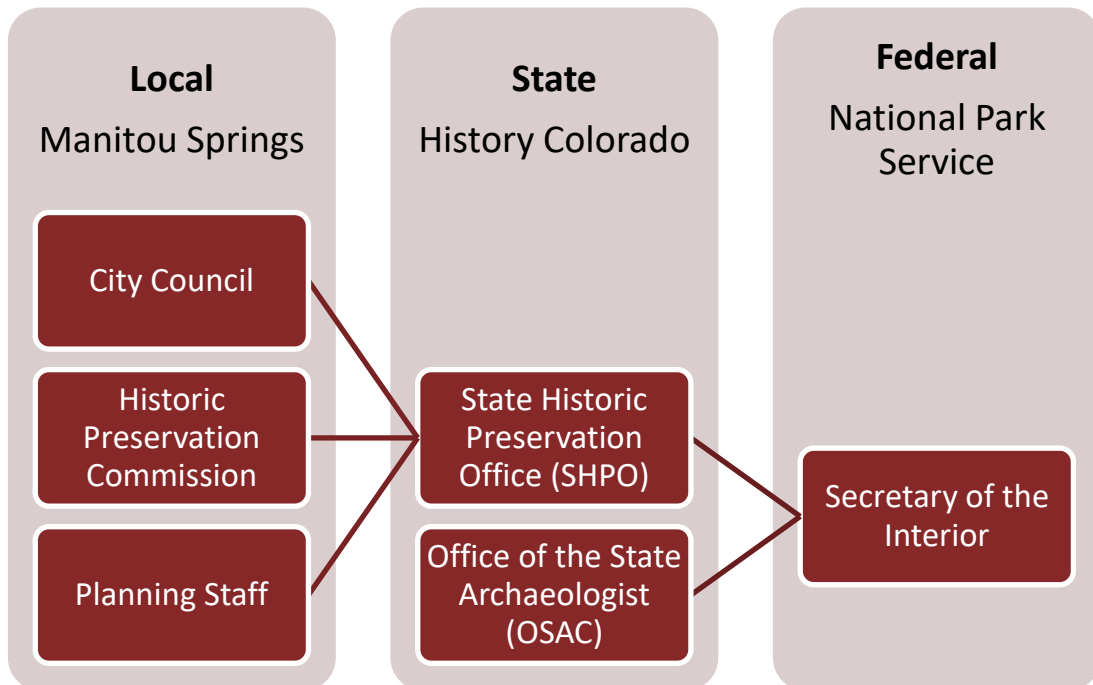 Local
Manitou Springs
City Council
Historic
Preservation
Commission
Planning Staff
State
History Colorado
State Historic
Preservation
Office (SHPO)
Office of the State
Archaeologist
(OSAC)
Federal
National Park
Service
Secretary of the
Interior